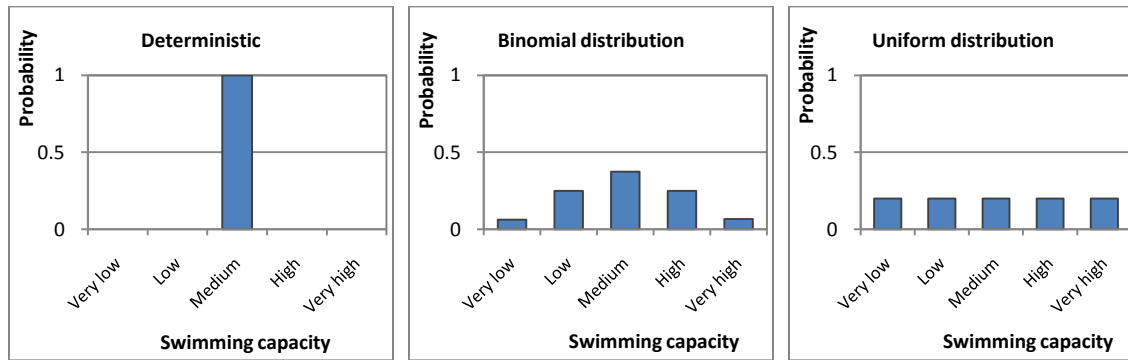 Deterministic
Probability
1
0.5
0
Very low
Low
Medium
High
Very high
Swimming capacity
Binomial distribution
Probability
1
0.5
0
Very low
Low
Medium
High
Very high
Swimming capacity
Uniform distribution
Probability
1
0.5
0
Very low
Low
Medium
High
Very high
Swimming capacity